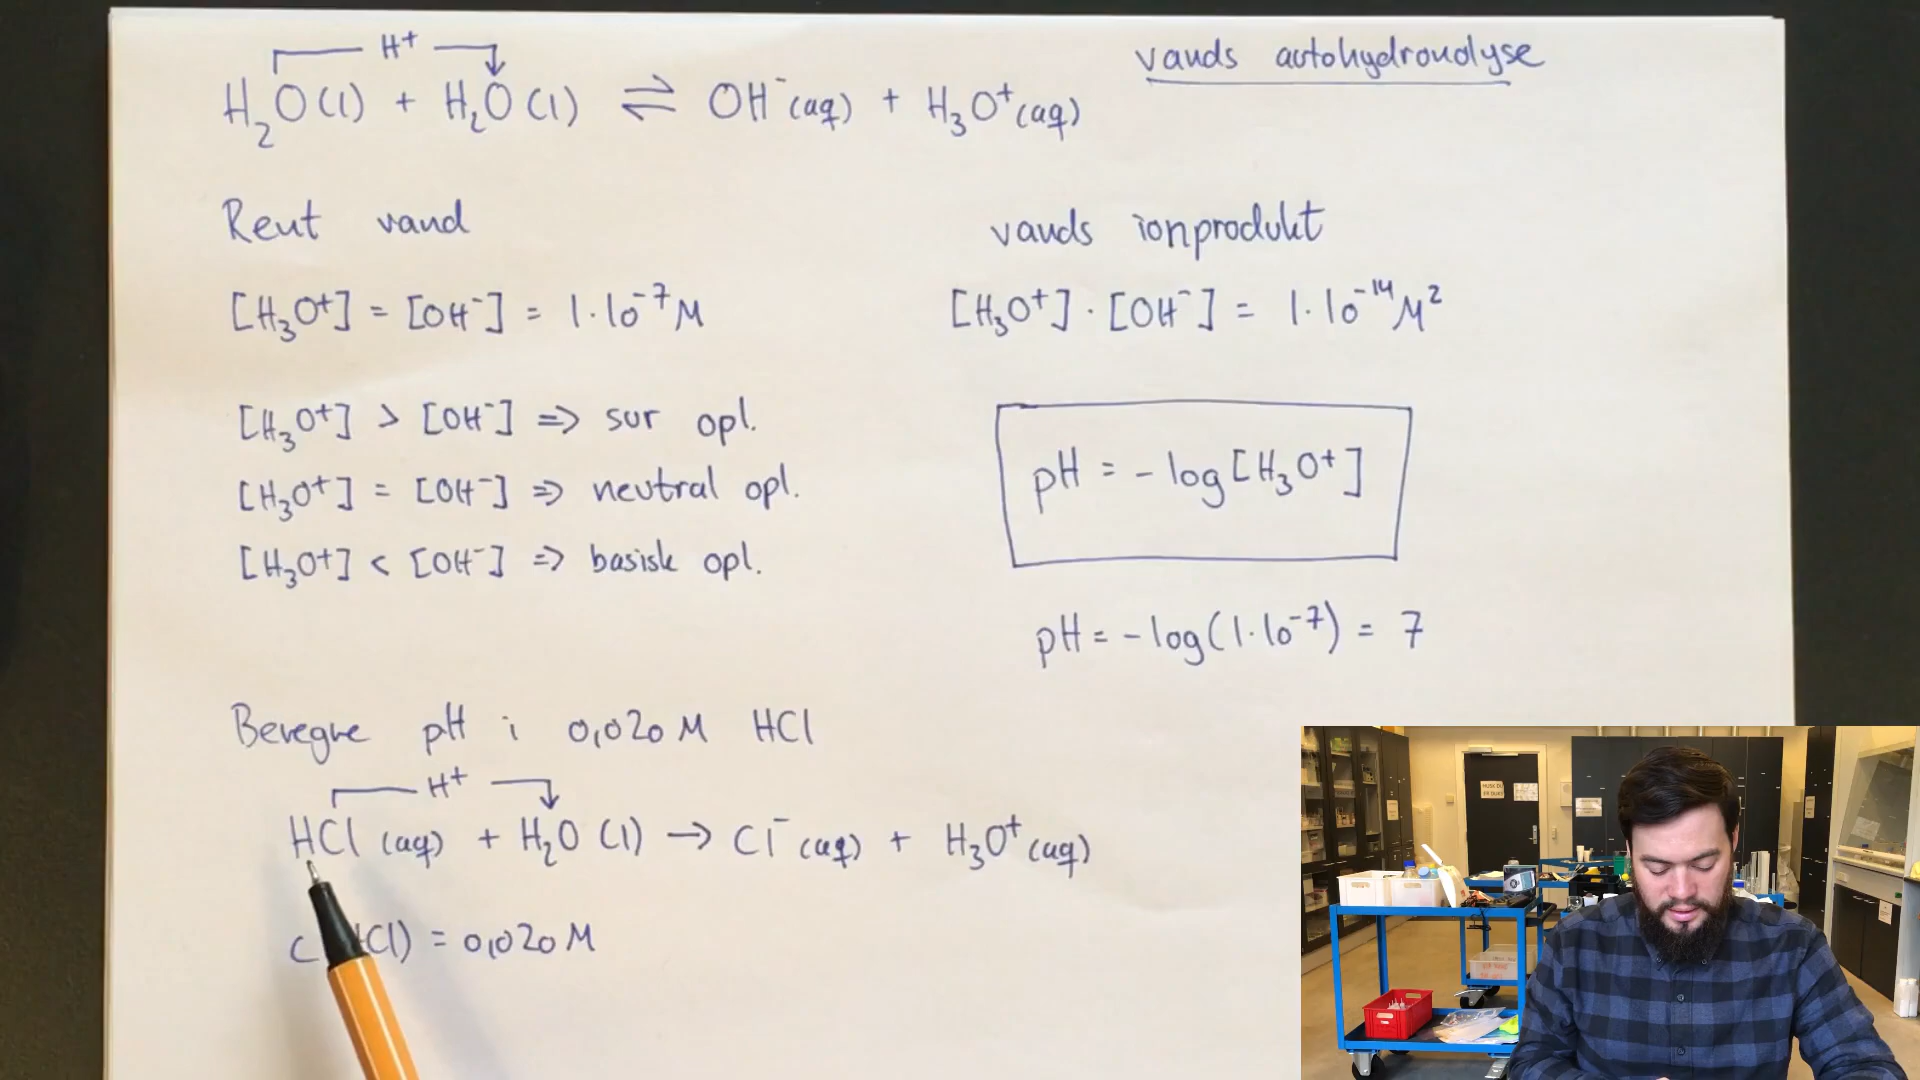 vands autohydronolyse
H⁺
H₂O(l) + H₂O(l) ⇌ OH⁻(aq) + H₃O⁺(aq)
Rent vand
[H₃O⁺] = [OH⁻] = 1·10⁻⁷ M
[H₃O⁺] > [OH⁻] => sur opl.
[H₃O⁺] = [OH⁻] => neutral opl.
[H₃O⁺] < [OH⁻] => basisk opl.
vands ionprodukt
[H₃O⁺] · [OH⁻] = 1·10⁻¹⁴ M²
pH = -log[H₃O⁺]
pH = -log(1·10⁻⁷) = 7
Beregne pH i 0,020 M HCl
H⁺
HCl (aq) + H₂O (l) → Cl⁻(aq) + H₃O⁺(aq)
Cl) = 0,020 M
HUSK DU